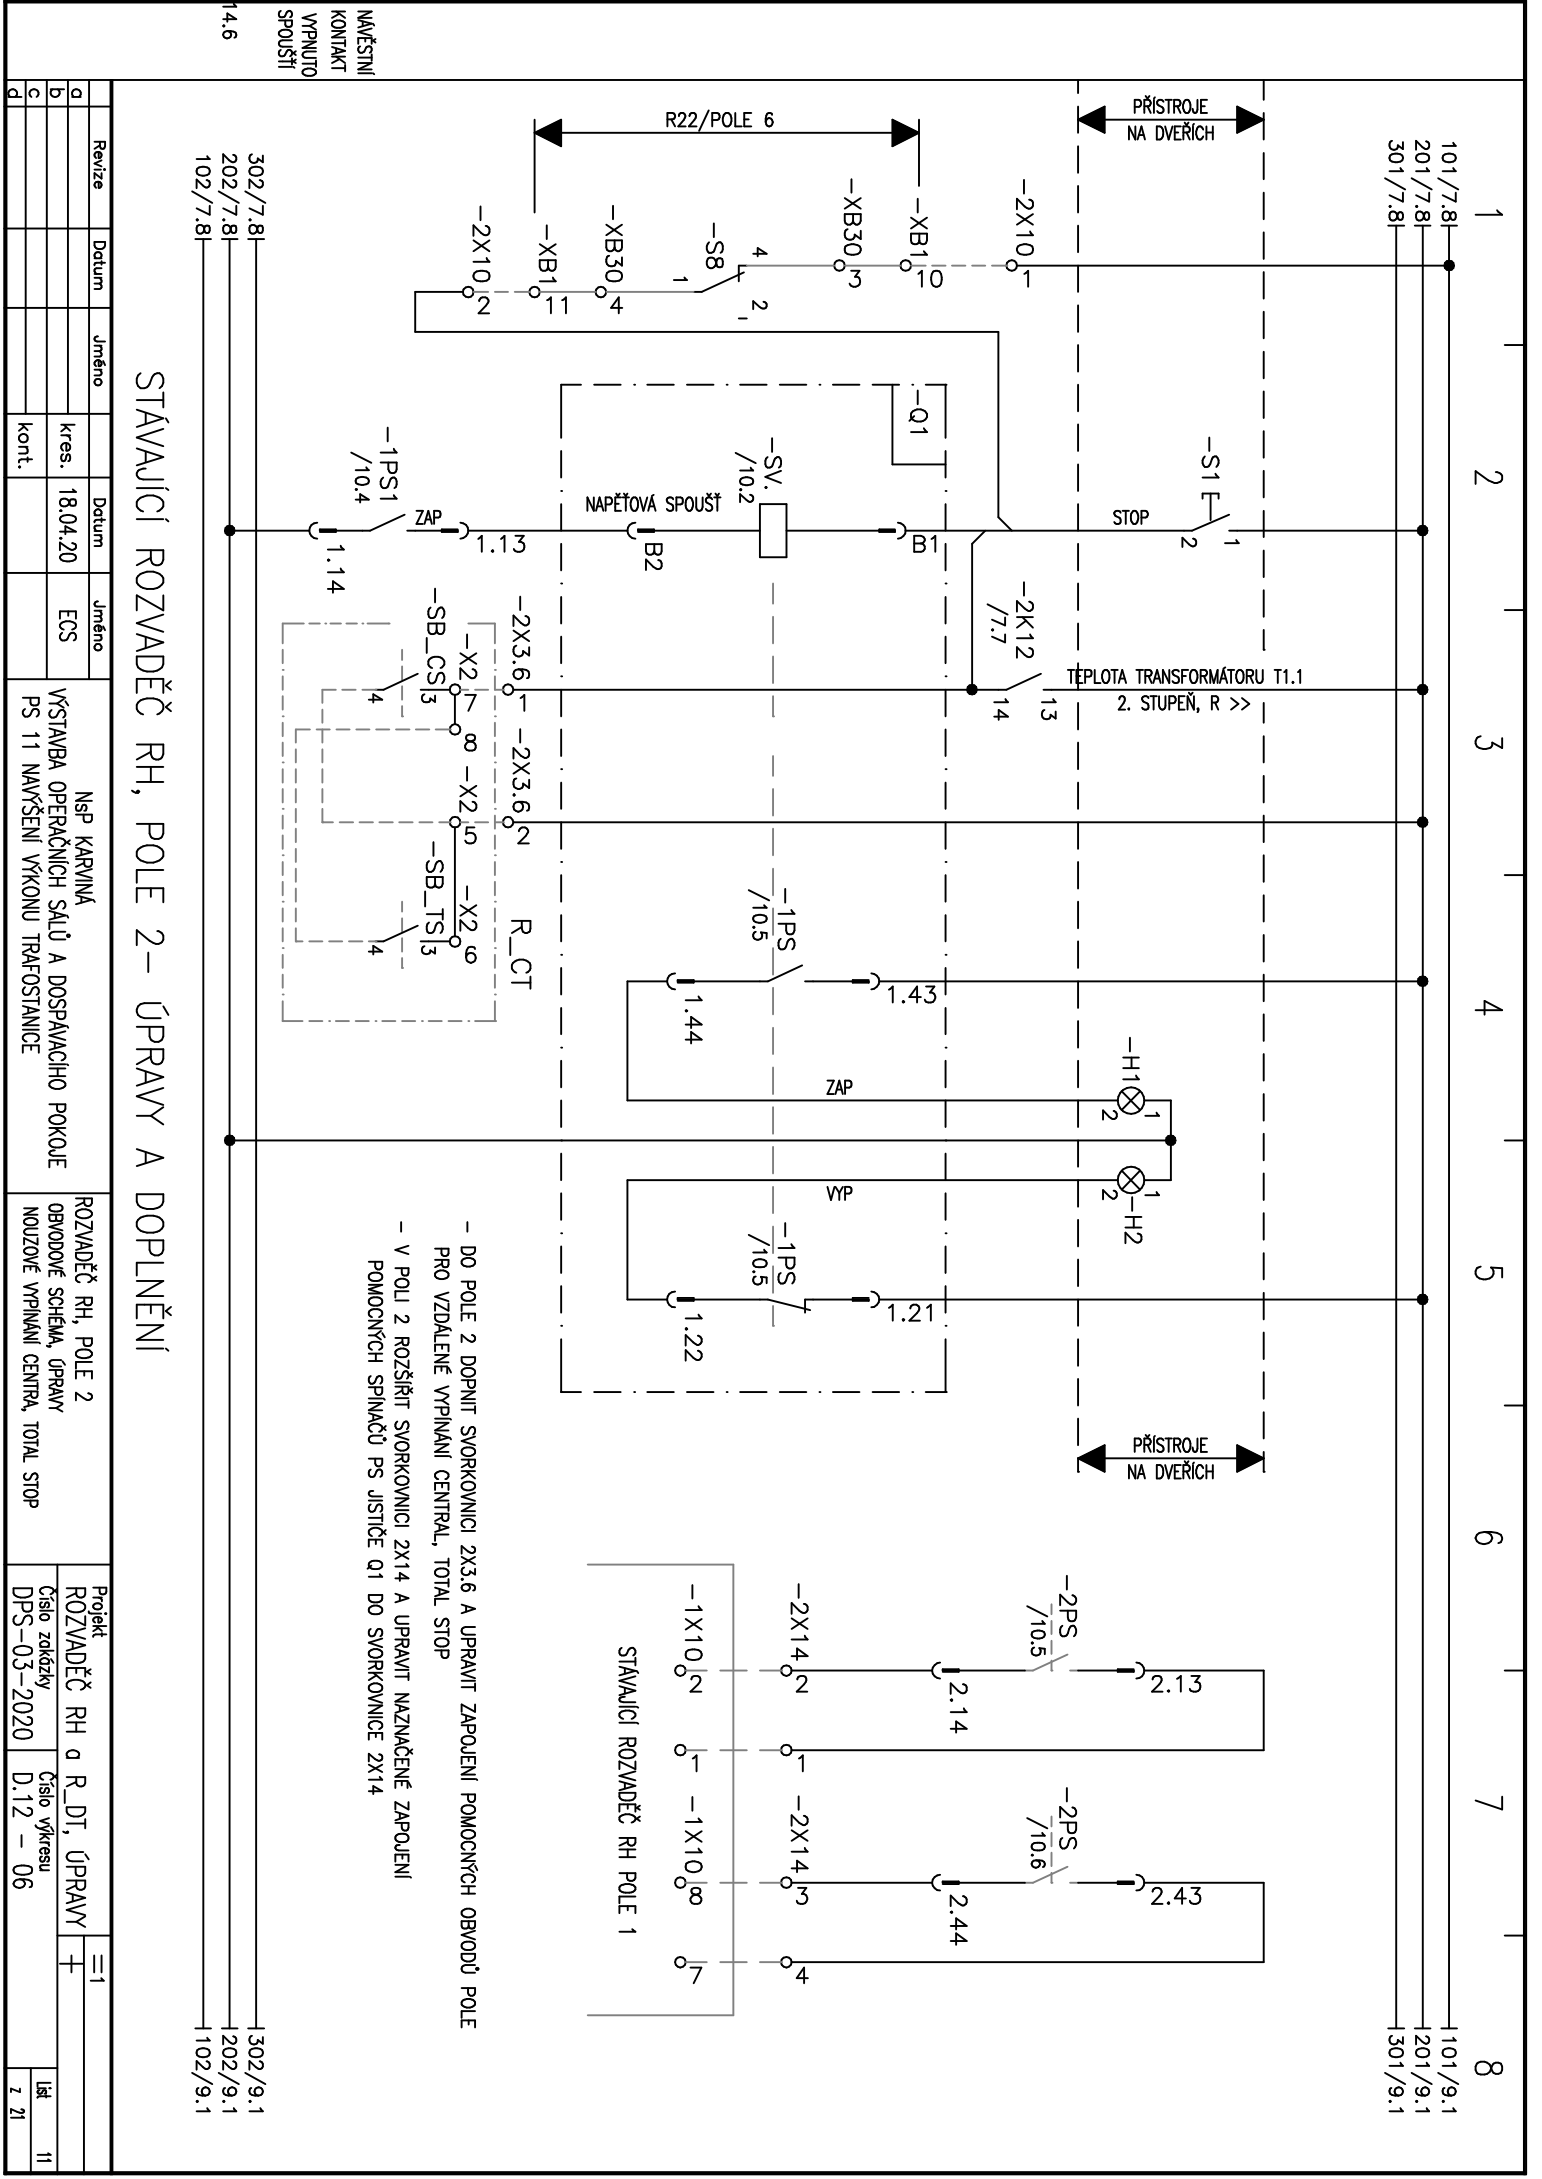 1
2
3
4
5
6
7
8
101/7.8
201/7.8
301/7.8
101/9.1
201/9.1
301/9.1
PŘÍSTROJE
NA DVEŘÍCH
PŘÍSTROJE
NA DVEŘÍCH
R22/POLE 6
-2X10
1
-XB1
10
-XB30
3
4
-S8
2
1
-XB30
4
-XB1
11
-2X10
2
-S1
1
2
STOP
-Q1
B1
-SV.
/10.2
NAPĚŤOVÁ SPOUŠŤ
B2
1.13
ZAP
-1PS1
/10.4
1.14
TEPLOTA TRANSFORMÁTORU T1.1
2. STUPEŇ, R >>
-2K12
/7.7
13
14
-2X3.6
1
-2X3.6
2
R_CT
-X2
7
8
-X2
5
-X2
6
-SB_CS
3
4
-SB_TS
3
4
1.43
-1PS
/10.5
1.44
ZAP
-H1
1
2
-H2
1
2
VYP
1.21
-1PS
/10.5
1.22
2.13
-2PS
/10.5
2.14
-2X14
2
1
-1X10
2
1
2.43
-2PS
/10.6
2.44
-2X14
3
4
-1X10
8
7
STÁVAJÍCÍ ROZVADĚČ RH POLE 1
- DO POLE 2 DOPNIT SVORKOVNICI 2X3.6 A UPRAVIT ZAPOJENÍ POMOCNÝCH OBVODŮ POLE
PRO VZDÁLENÉ VYPÍNÁNÍ CENTRAL, TOTAL STOP
- V POLI 2 ROZŠÍŘIT SVORKOVNICI 2X14 A UPRAVIT NAZNAČENÉ ZAPOJENÍ
POMOCNÝCH SPÍNAČŮ PS JISTIČE Q1 DO SVORKOVNICE 2X14
NÁVĚSTNÍ
KONTAKT
VYPNUTO
SPOUŠTÍ
14.6
302/7.8
202/7.8
102/7.8
302/9.1
202/9.1
102/9.1
STÁVAJÍCÍ ROZVADĚČ RH, POLE 2- ÚPRAVY A DOPLNĚNÍ
Revize
Datum
Jméno
a
b
c
d
Datum
Jméno
kres.
18.04.20
ECS
kont.
NsP KARVINÁ
VÝSTAVBA OPERAČNÍCH SÁLŮ A DOSPÁVACÍHO POKOJE
PS 11 NAVÝŠENÍ VÝKONU TRAFOSTANICE
ROZVADĚČ RH, POLE 2
OBVODOVÉ SCHÉMA, ÚPRAVY
NOUZOVÉ VYPÍNÁNÍ CENTRA, TOTAL STOP
Projekt
ROZVADĚČ RH a R_DT, ÚPRAVY
Číslo zakázky
DPS-03-2020
Číslo výkresu
D.12 - 06
=1
+
List 11
z 21